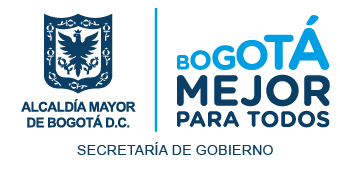 ALCALDÍA MAYOR
DE BOGOTÁ D.C.
BOGOTÁ
MEJOR
PARA TODOS
SECRETARÍA DE GOBIERNO